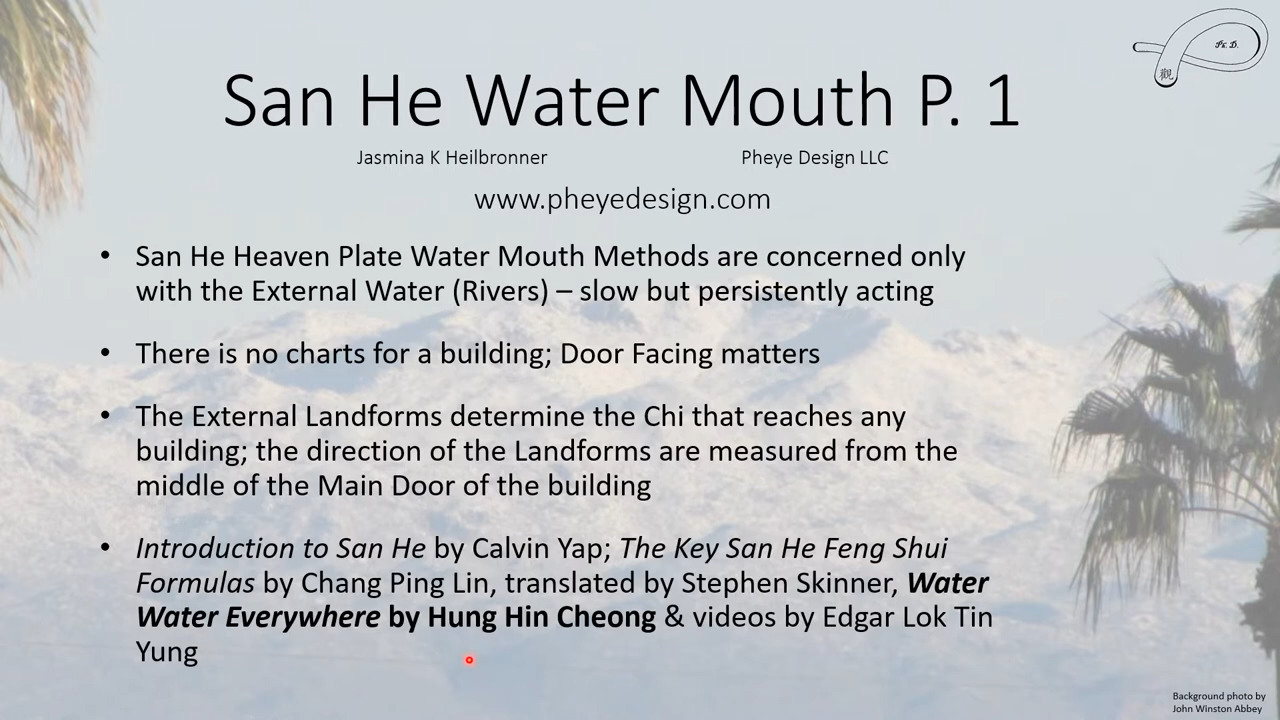 Ph. D.
觀
San He Water Mouth P. 1
Jasmina K Heilbronner Pheye Design LLC
www.pheyedesign.com
• San He Heaven Plate Water Mouth Methods are concerned only
with the External Water (Rivers) – slow but persistently acting
• There is no charts for a building; Door Facing matters
• The External Landforms determine the Chi that reaches any
building; the direction of the Landforms are measured from the
middle of the Main Door of the building
• Introduction to San He by Calvin Yap; The Key San He Feng Shui
Formulas by Chang Ping Lin, translated by Stephen Skinner, Water
Water Everywhere by Hung Hin Cheong & videos by Edgar Lok Tin
Yung
Background photo by
John Winston Abbey